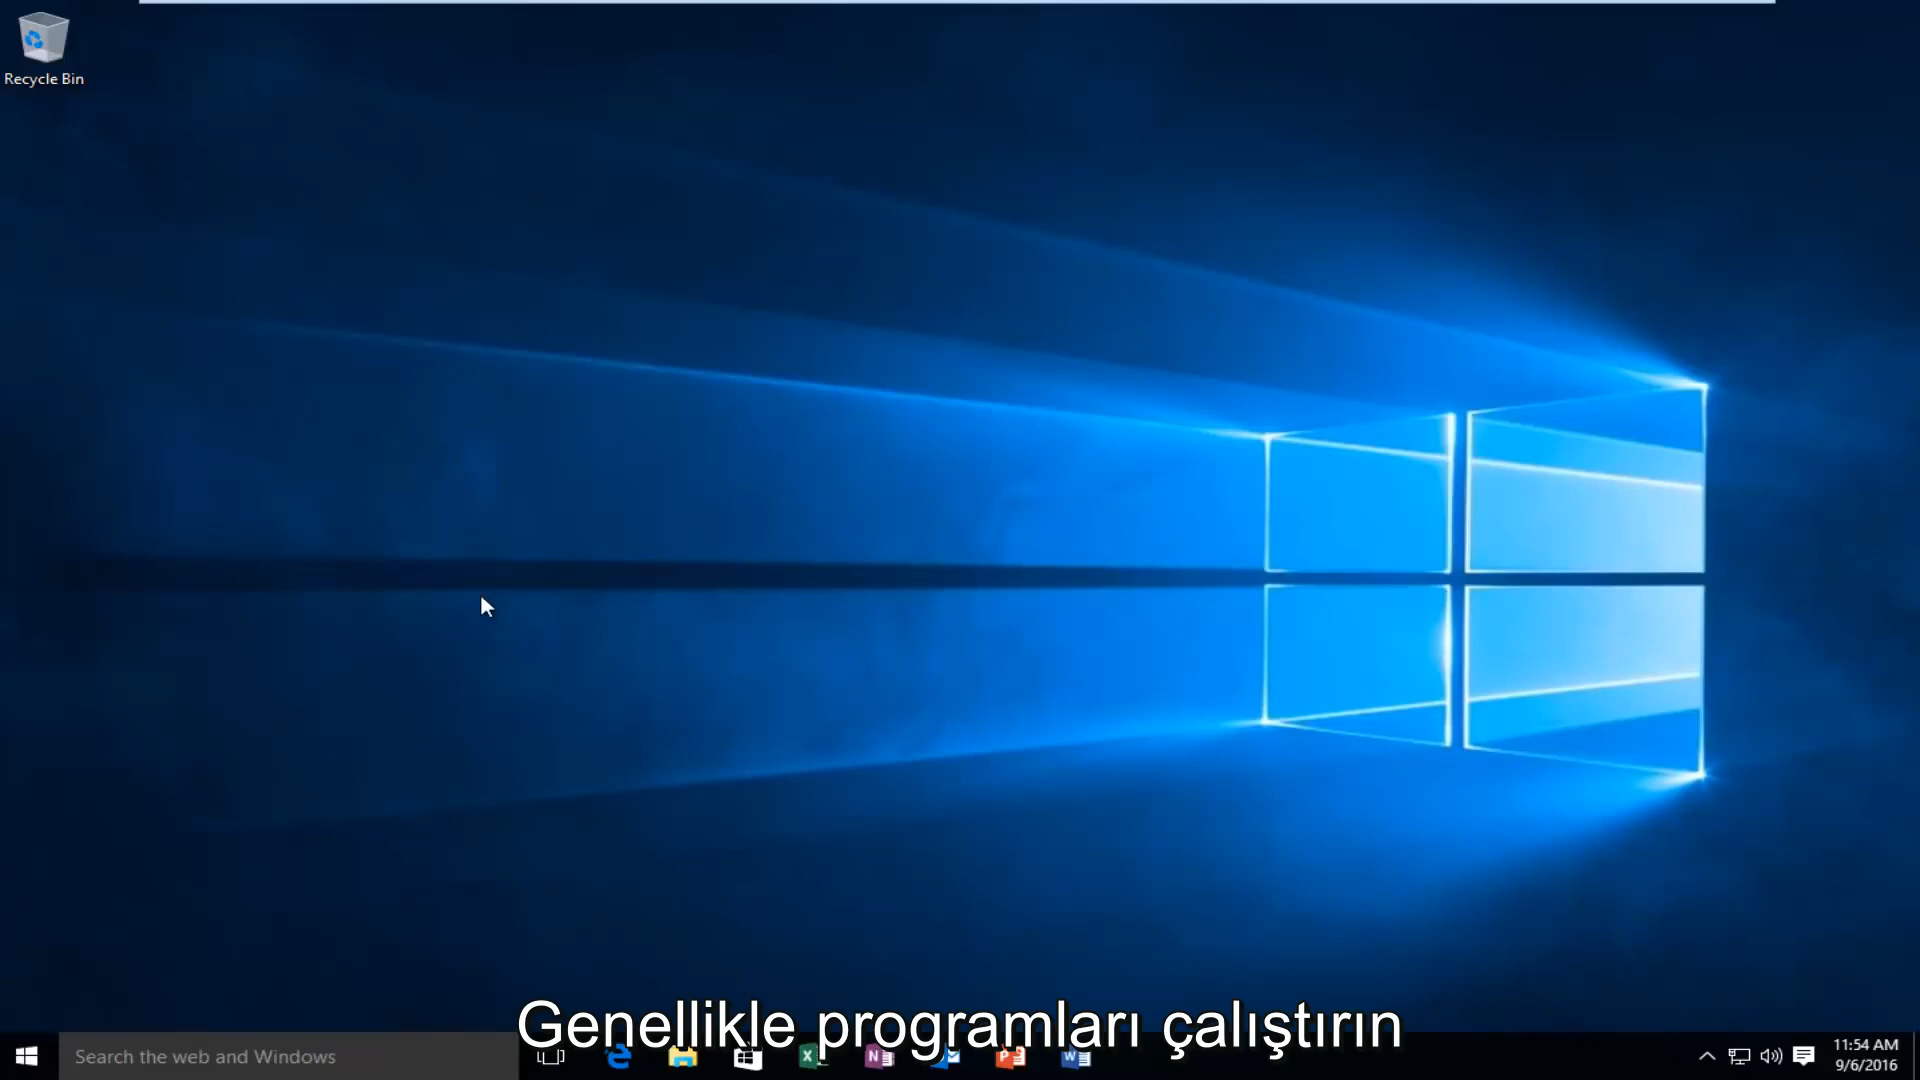 Recycle Bin
Genellikle programları çalıştırın
Search the web and Windows
11:54 AM
9/6/2016